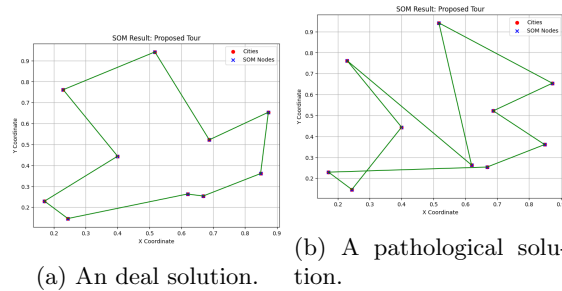 SOM Result: Proposed Tour
Cities
SOM Nodes
0.9
0.8
0.7
0.6
0.5
0.4
0.3
0.2
Y Coordinate
0.2 0.3 0.4 0.5 0.6 0.7 0.8 0.9
X Coordinate
(a) An deal solution.
SOM Result: Proposed Tour
Cities
SOM Nodes
0.9
0.8
0.7
0.6
0.5
0.4
0.3
0.2
Y Coordinate
0.2 0.3 0.4 0.5 0.6 0.7 0.8
X Coordinate
(b) A pathological solu-
tion.